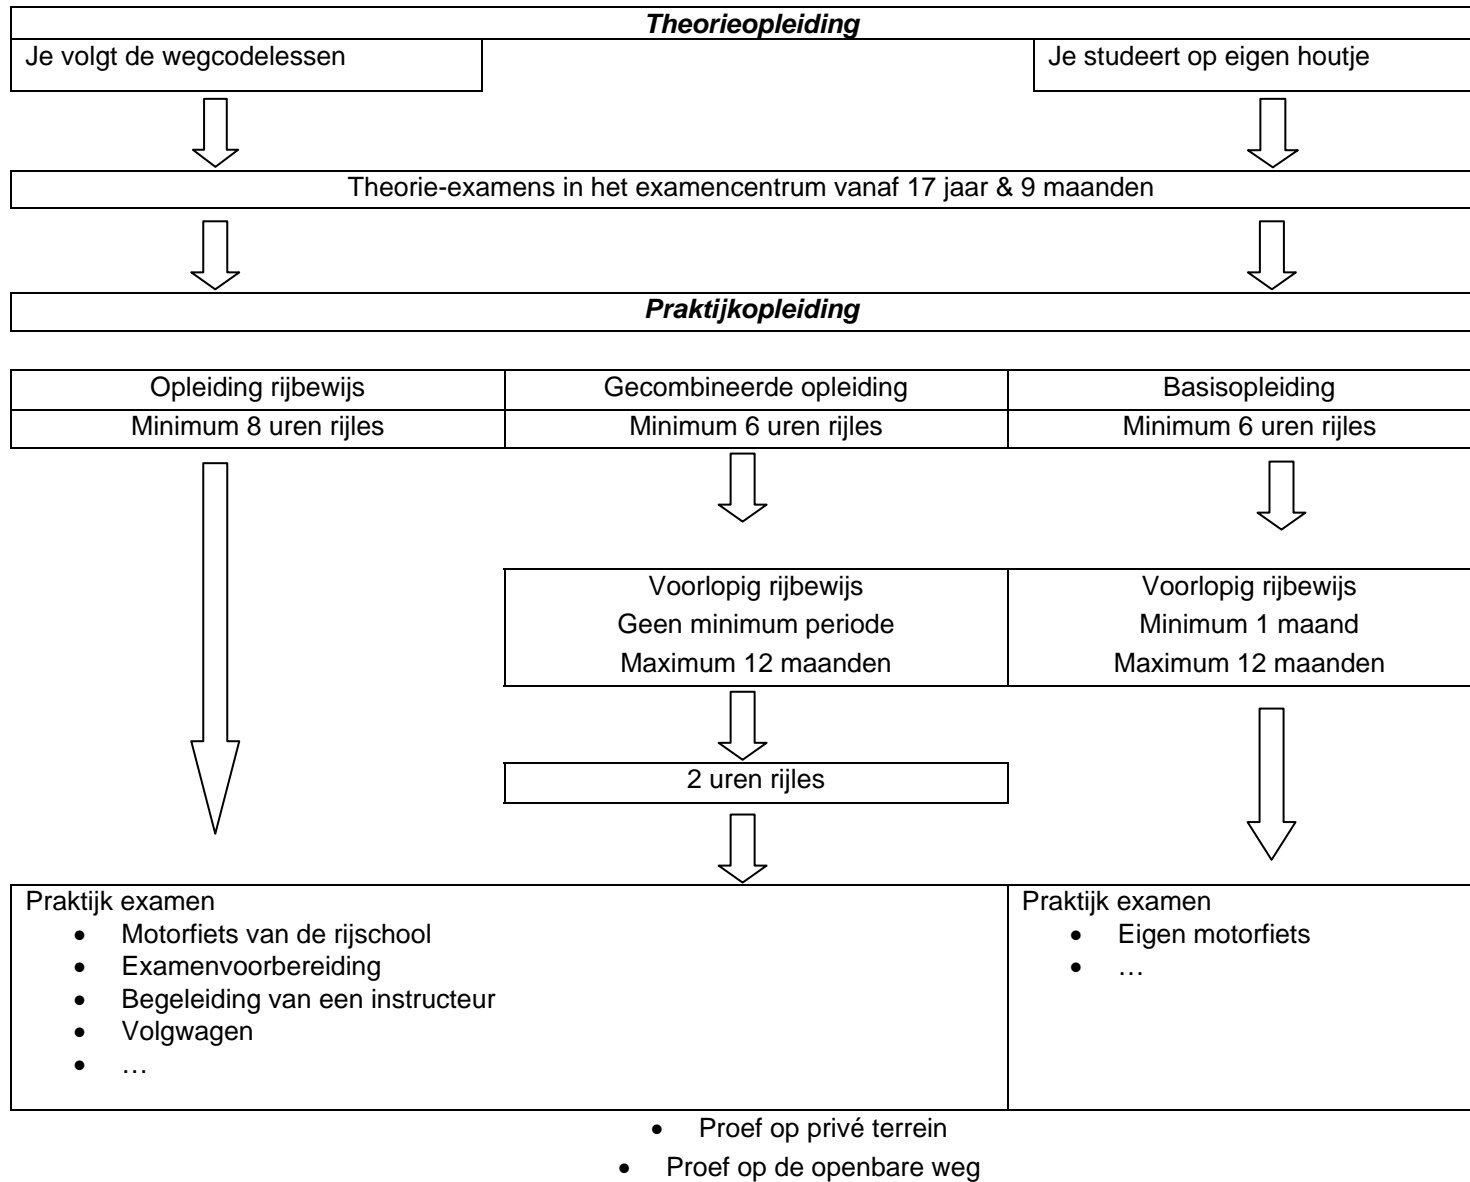 Theorieopleiding
Je volgt de wegcodelessen
Je studeert op eigen houtje
Theorie-examens in het examencentrum vanaf 17 jaar & 9 maanden
Praktijkopleiding
Opleiding rijbewijs
Gecombineerde opleiding
Basisopleiding
Minimum 8 uren rijles
Minimum 6 uren rijles
Minimum 6 uren rijles
Voorlopig rijbewijs
Geen minimum periode
Maximum 12 maanden
Voorlopig rijbewijs
Minimum 1 maand
Maximum 12 maanden
2 uren rijles
Praktijk examen
• Motorfiets van de rijschool
• Examenvoorbereiding
• Begeleiding van een instructeur
• Volgwagen
• …
Praktijk examen
• Eigen motorfiets
• …
• Proef op privé terrein
• Proef op de openbare weg